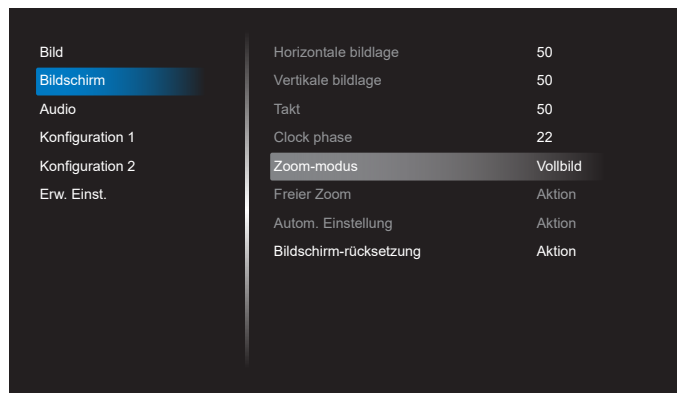 Bild
Bildschirm
Audio
Konfiguration 1
Konfiguration 2
Erw. Einst.
Horizontale bildlage 50
Vertikale bildlage 50
Takt 50
Clock phase 22
Zoom-modus Vollbild
Freier Zoom Aktion
Autom. Einstellung Aktion
Bildschirm-rücksetzung Aktion